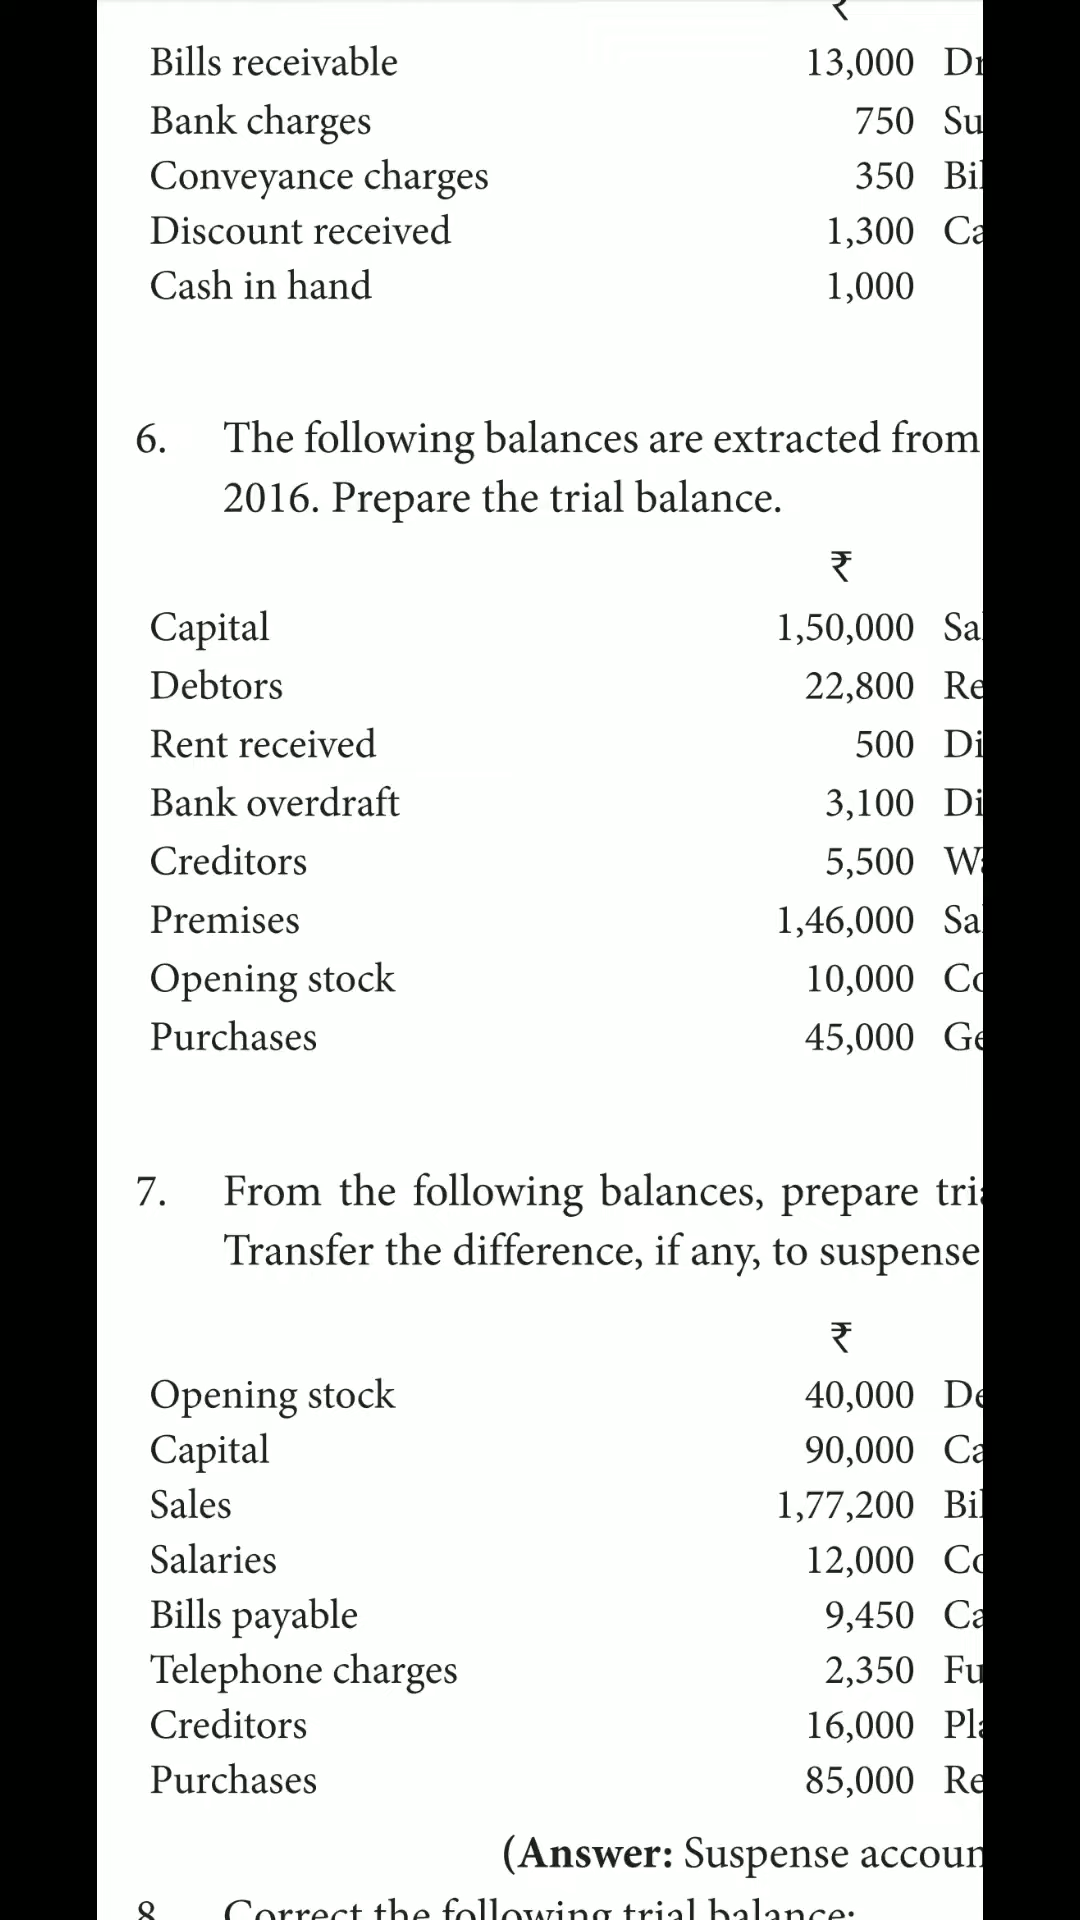 ₹
Bills receivable 13,000
Bank charges 750
Conveyance charges 350
Discount received 1,300
Cash in hand 1,000
6. The following balances are extracted from
2016. Prepare the trial balance.
₹
Capital 1,50,000
Debtors 22,800
Rent received 500
Bank overdraft 3,100
Creditors 5,500
Premises 1,46,000
Opening stock 10,000
Purchases 45,000
7. From the following balances, prepare
Transfer the difference, if any, to suspense
₹
Opening stock 40,000
Capital 90,000
Sales 1,77,200
Salaries 12,000
Bills payable 9,450
Telephone charges 2,350
Creditors 16,000
Purchases 85,000
(Answer: Suspense
8. Correct the following trial balance: